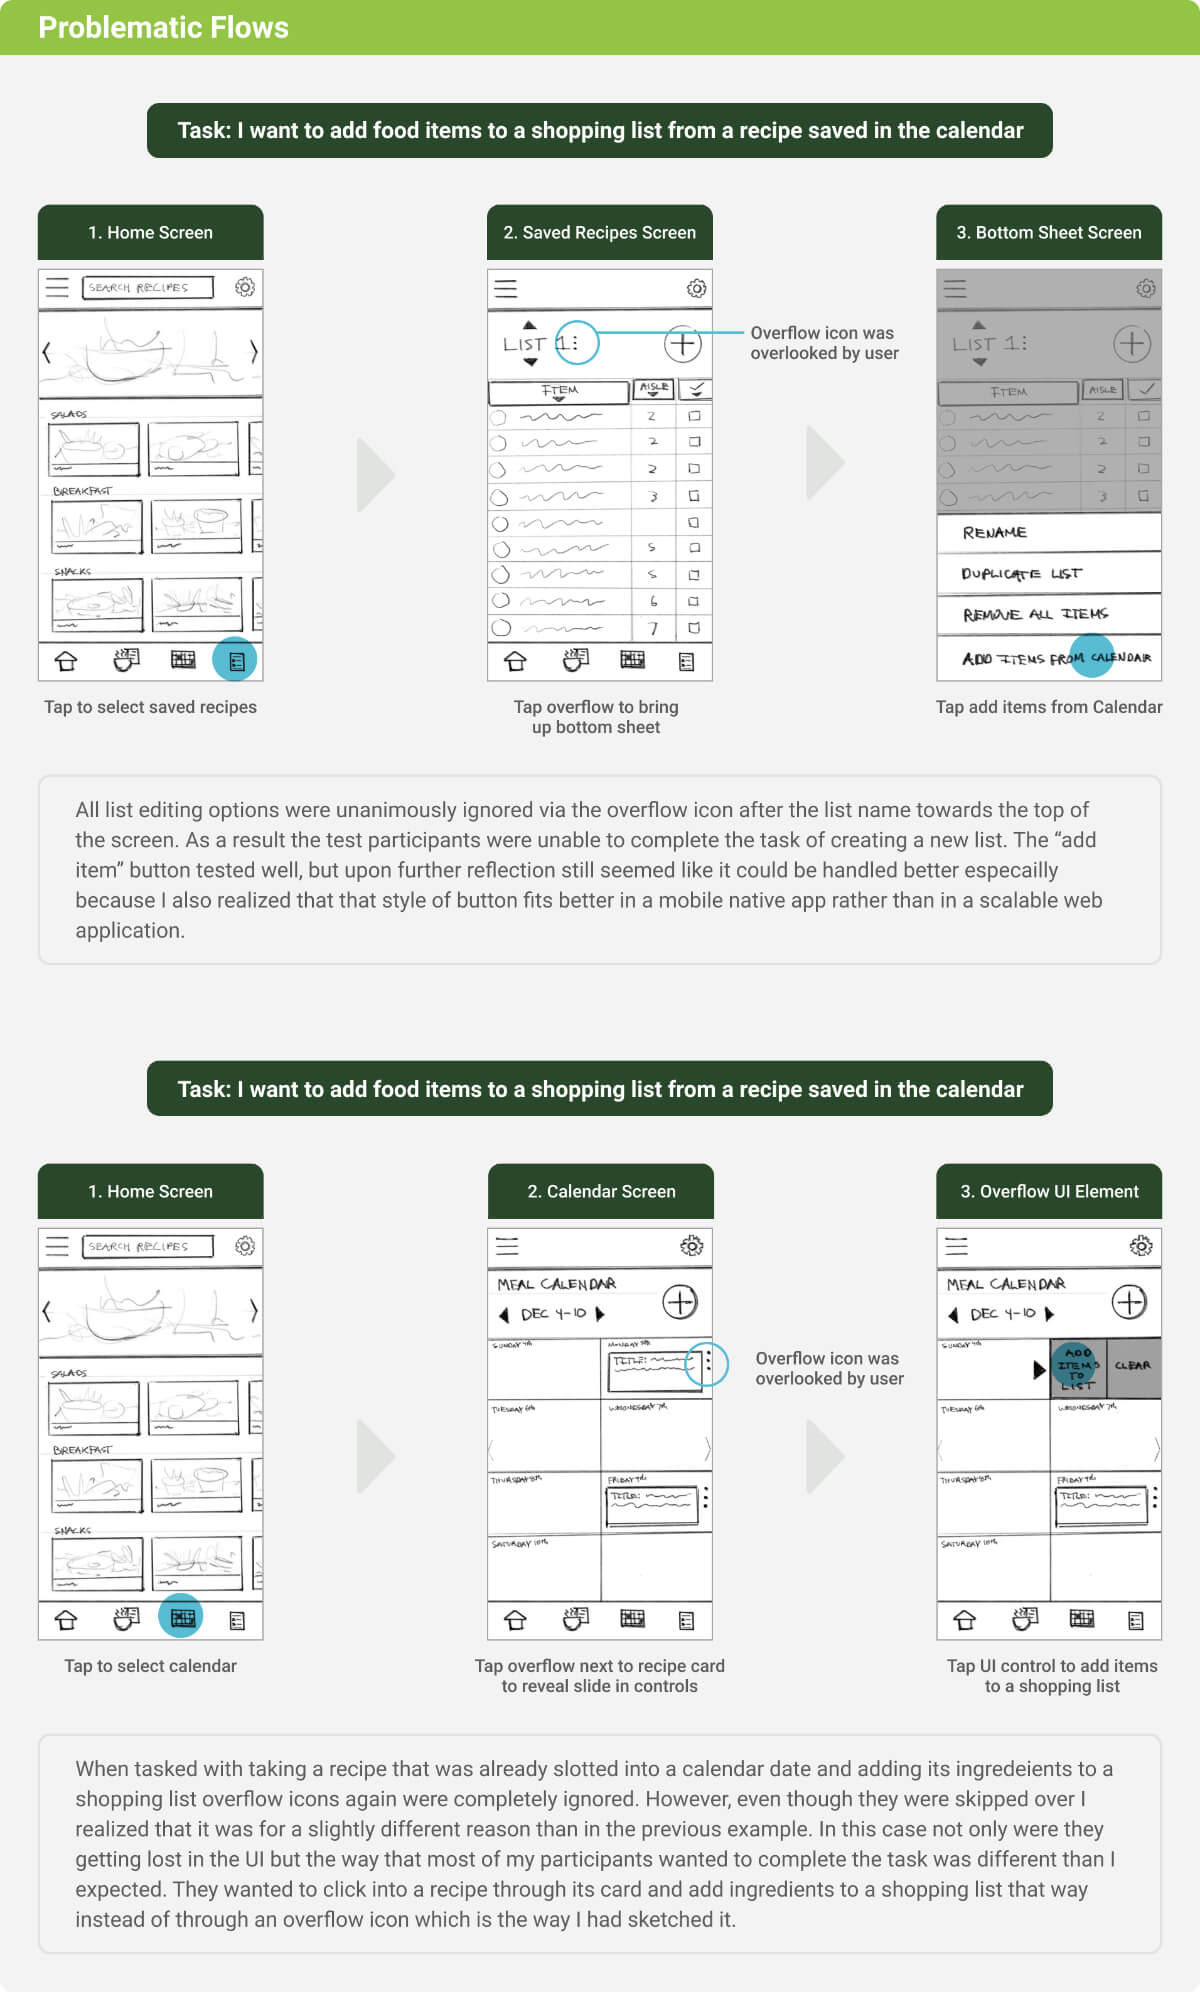 Problematic Flows
Task: I want to add food items to a shopping list from a recipe saved in the calendar
1. Home Screen
2. Saved Recipes Screen
3. Bottom Sheet Screen
SEARCH RECIPES
SALADS
BREAKFAST
SNACKS
LIST 1
ITEM
AISLE
2
2
2
3
5
5
6
7
Overflow icon was
overlooked by user
LIST 1
ITEM
AISLE
2
2
2
3
RENAME
DUPLICATE LIST
REMOVE ALL ITEMS
ADD ITEMS FROM CALENDAR
Tap to select saved recipes
Tap overflow to bring
up bottom sheet
Tap add items from Calendar
All list editing options were unanimously ignored via the overflow icon after the list name towards the top of
the screen. As a result the test participants were unable to complete the task of creating a new list. The “add
item” button tested well, but upon further reflection still seemed like it could be handled better especailly
because I also realized that that style of button fits better in a mobile native app rather than in a scalable web
application.
Task: I want to add food items to a shopping list from a recipe saved in the calendar
1. Home Screen
2. Calendar Screen
3. Overflow UI Element
SEARCH RECIPES
SALADS
BREAKFAST
SNACKS
MEAL CALENDAR
DEC 4-10
SUNDAY 4th
MONDAY 5th
TITLE:
TUESDAY 6th
WEDNESDAY 7th
THURSDAY 8th
FRIDAY 9th
TITLE:
SATURDAY 10th
Overflow icon was
overlooked by user
MEAL CALENDAR
DEC 4-10
SUNDAY 4th
ADD
ITEMS
TO
LIST
CLEAR
TUESDAY 6th
WEDNESDAY 7th
THURSDAY 8th
FRIDAY 9th
TITLE:
SATURDAY 10th
Tap to select calendar
Tap overflow next to recipe card
to reveal slide in controls
Tap UI control to add items
to a shopping list
When tasked with taking a recipe that was already slotted into a calendar date and adding its ingredeients to a
shopping list overflow icons again were completely ignored. However, even though they were skipped over I
realized that it was for a slightly different reason than in the previous example. In this case not only were they
getting lost in the UI but the way that most of my participants wanted to complete the task was different than I
expected. They wanted to click into a recipe through its card and add ingredients to a shopping list that way
instead of through an overflow icon which is the way I had sketched it.